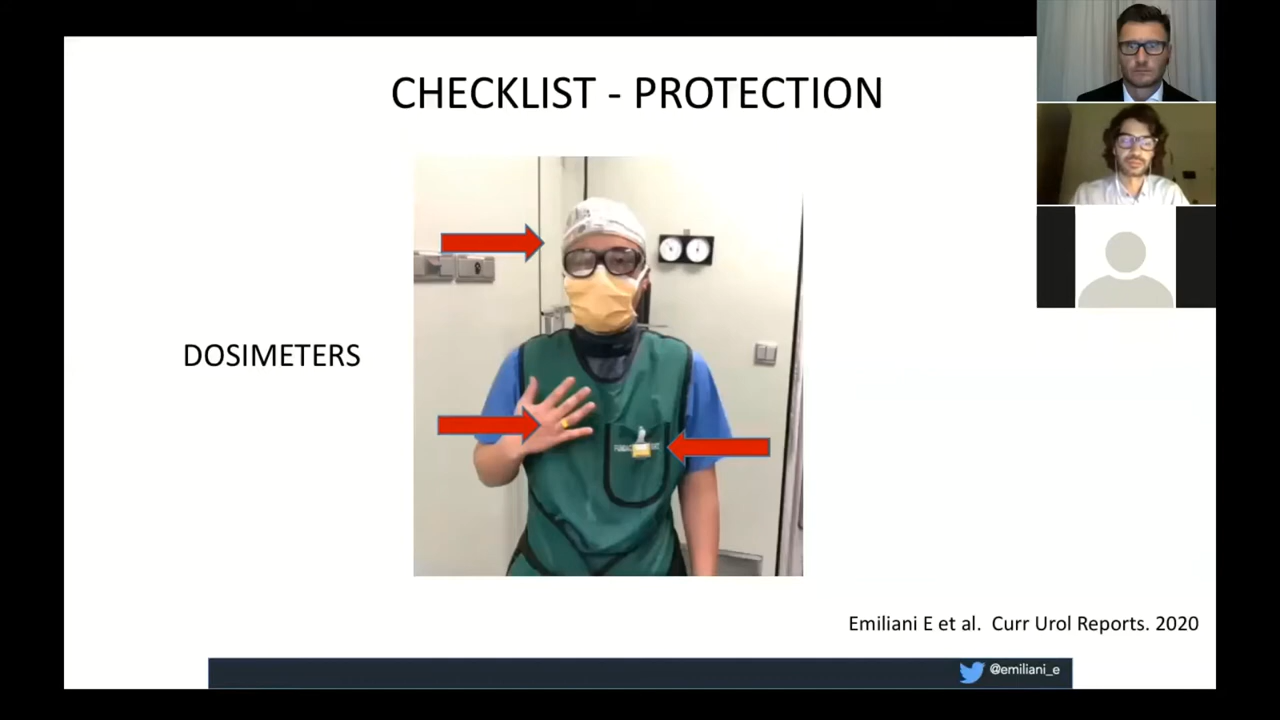 CHECKLIST - PROTECTION
DOSIMETERS
Emiliani E et al.  Curr Urol Reports. 2020
@emiliani_e